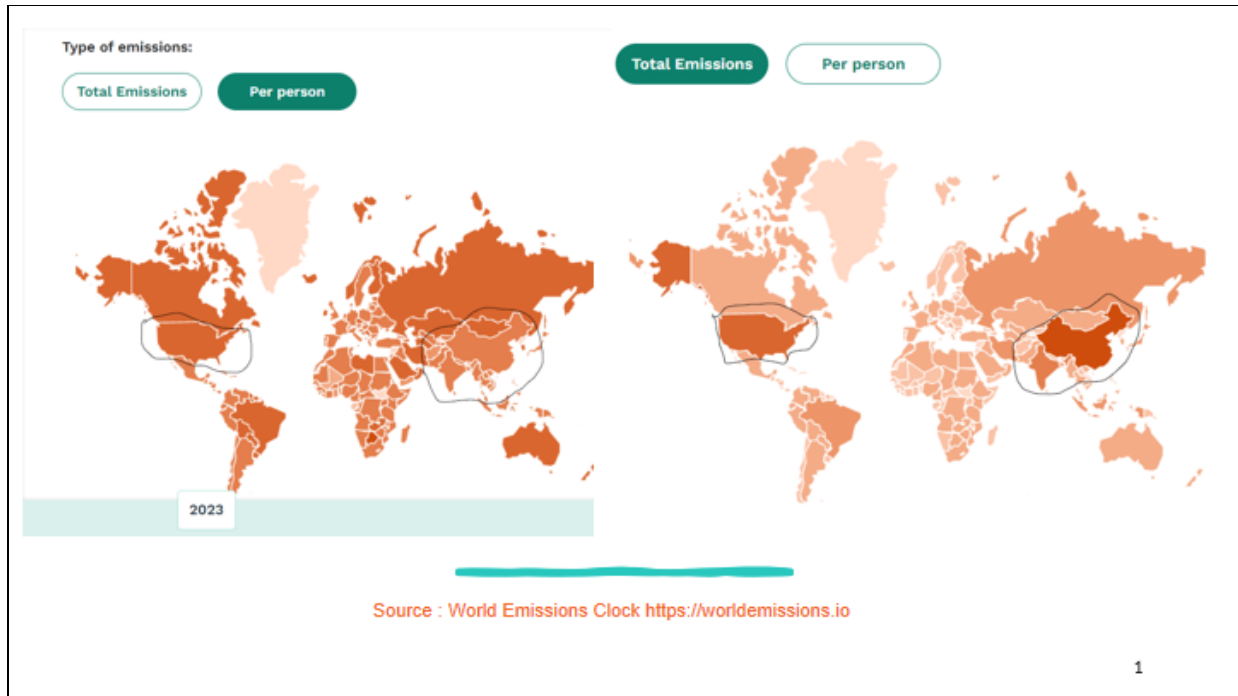 Type of emissions:
Total Emissions
Per person
Total Emissions
Per person
2023
Source : World Emissions Clock https://worldemissions.io
1